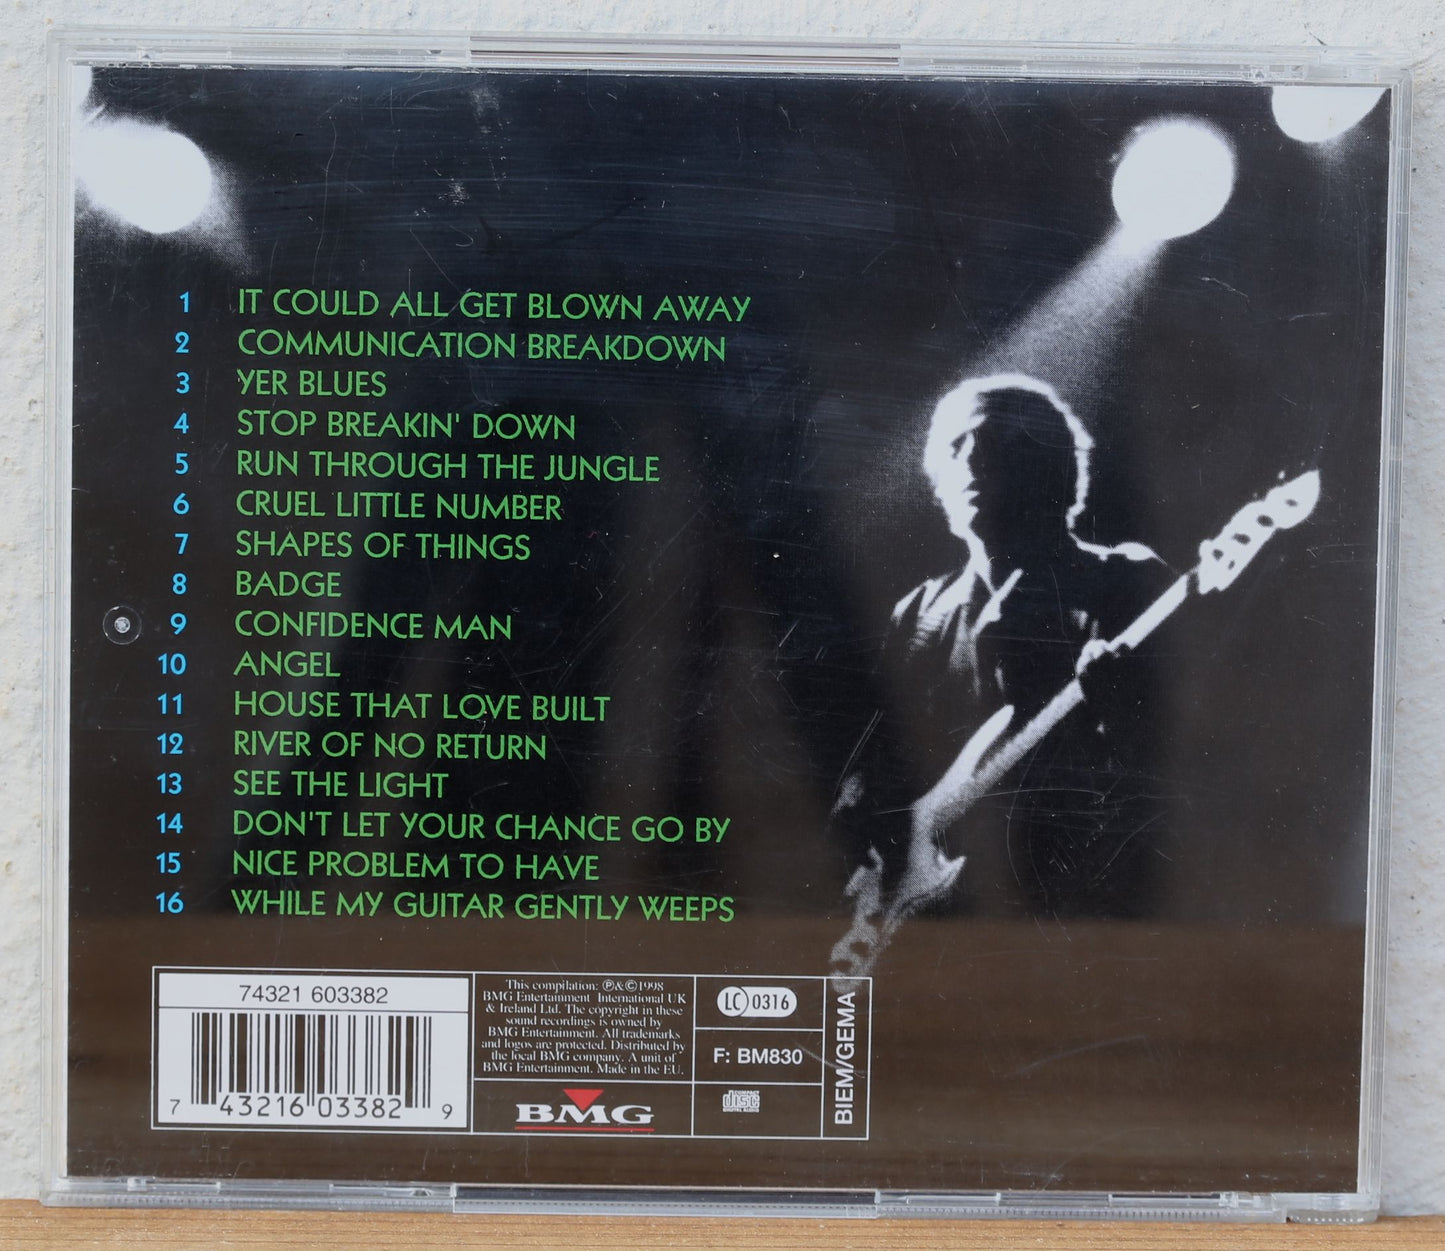 1 IT COULD ALL GET BLOWN AWAY
2 COMMUNICATION BREAKDOWN
3 YER BLUES
4 STOP BREAKIN' DOWN
5 RUN THROUGH THE JUNGLE
6 CRUEL LITTLE NUMBER
7 SHAPES OF THINGS
8 BADGE
9 CONFIDENCE MAN
10 ANGEL
11 HOUSE THAT LOVE BUILT
12 RIVER OF NO RETURN
13 SEE THE LIGHT
14 DON'T LET YOUR CHANCE GO BY
15 NICE PROBLEM TO HAVE
16 WHILE MY GUITAR GENTLY WEEPS
74321 603382
7 43216 03382 9
This compilation: ℗&©1998
BMG Entertainment International UK
& Ireland Ltd. The copyright in these
sound recordings is owned by
BMG Entertainment. All trademarks
and logos are protected. Distributed by
the local BMG company. A unit of
BMG Entertainment. Made in the EU.
BMG
LC 0316
F: BM830
COMPACT
disc
DIGITAL AUDIO
BIEM/GEMA